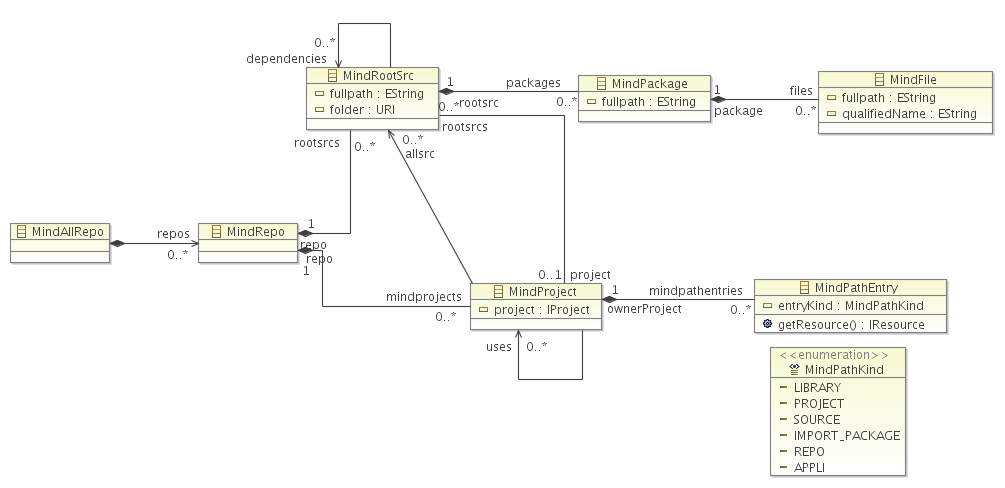 0..*
dependencies
MindRootSrc
fullpath : EString
folder : URI
1
packages
0..*
rootsrc
0..*
rootsrcs
MindPackage
fullpath : EString
1
package
files
0..*
MindFile
fullpath : EString
qualifiedName : EString
rootsrcs
0..*
0..*
allsrc
MindAllRepo
repos
0..*
MindRepo
1
repo
repo
1
mindprojects
0..*
0..1
project
MindProject
project : IProject
1
ownerProject
mindpathentries
0..*
MindPathEntry
entryKind : MindPathKind
getResource() : IResource
uses
0..*
<<enumeration>>
MindPathKind
LIBRARY
PROJECT
SOURCE
IMPORT_PACKAGE
REPO
APPLI